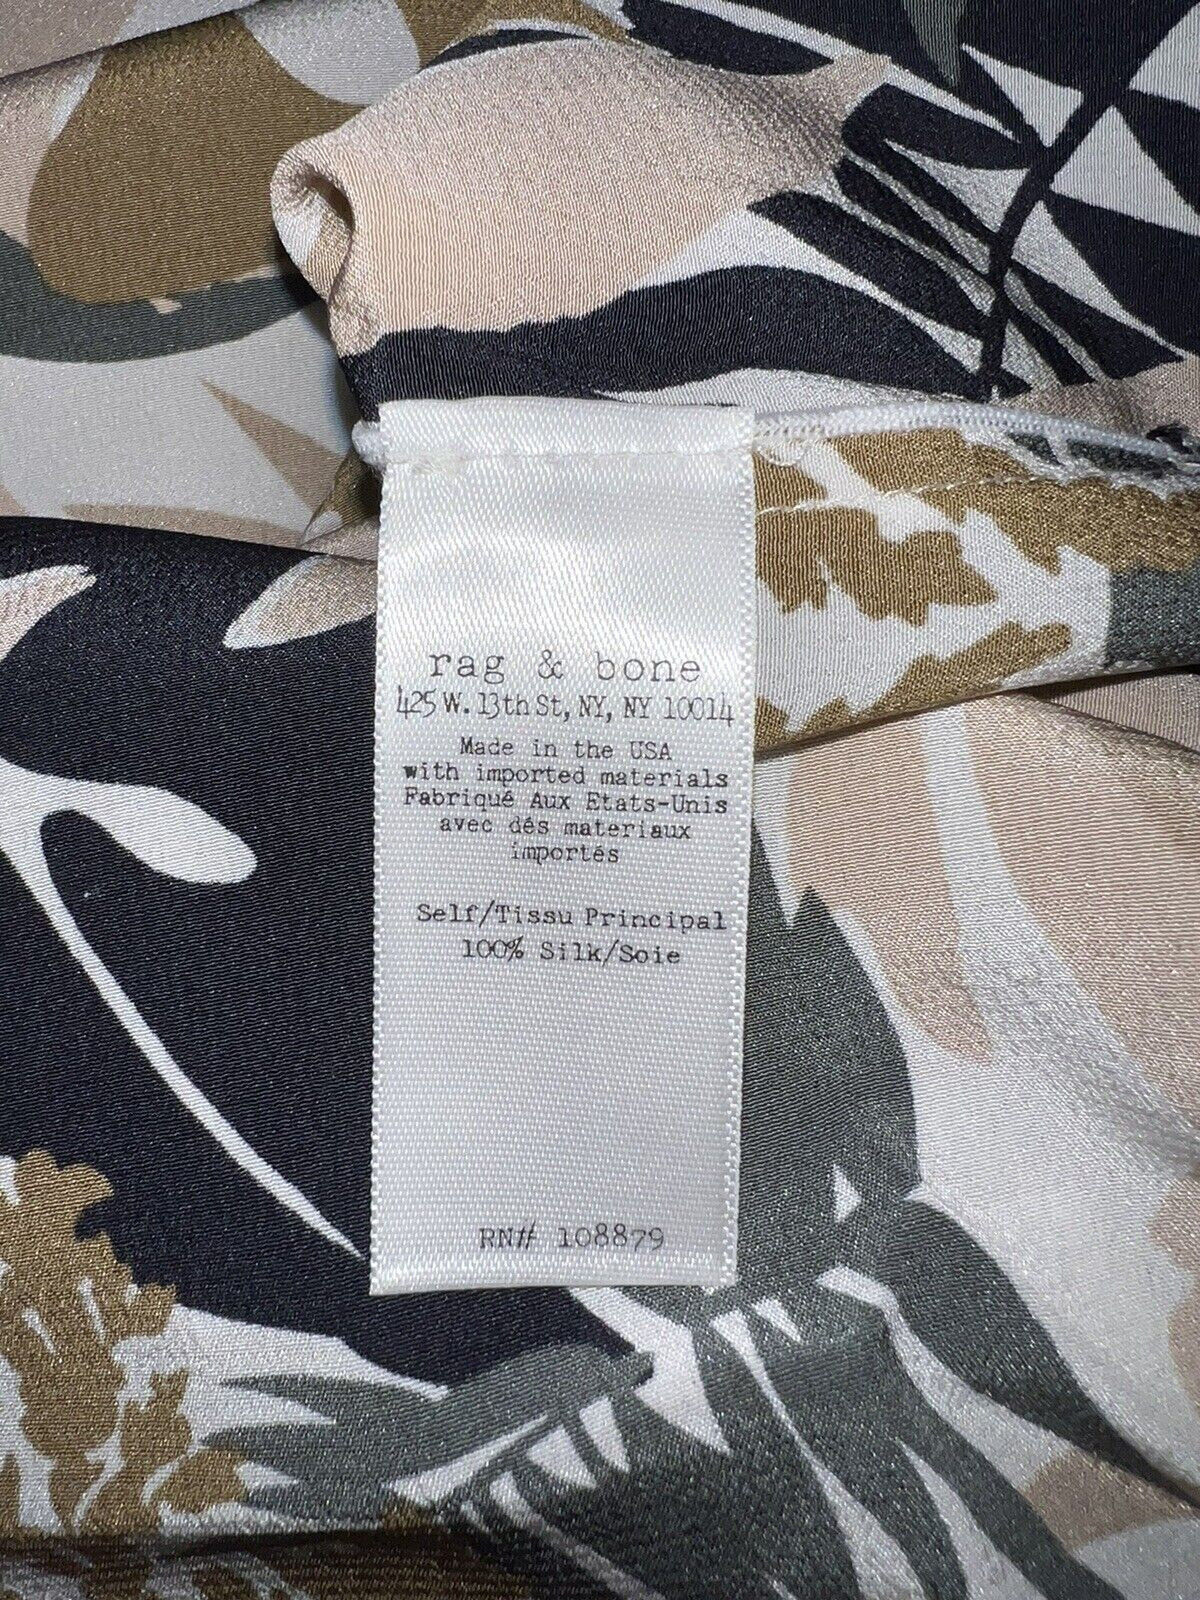 rag & bone
425 W. 13th St, NY, NY 10014
Made in the USA
with imported materials
Fabriqué Aux Etats-Unis
avec dés materiaux
importés
Self/Tissu Principal
100% Silk/Soie
RN# 108879